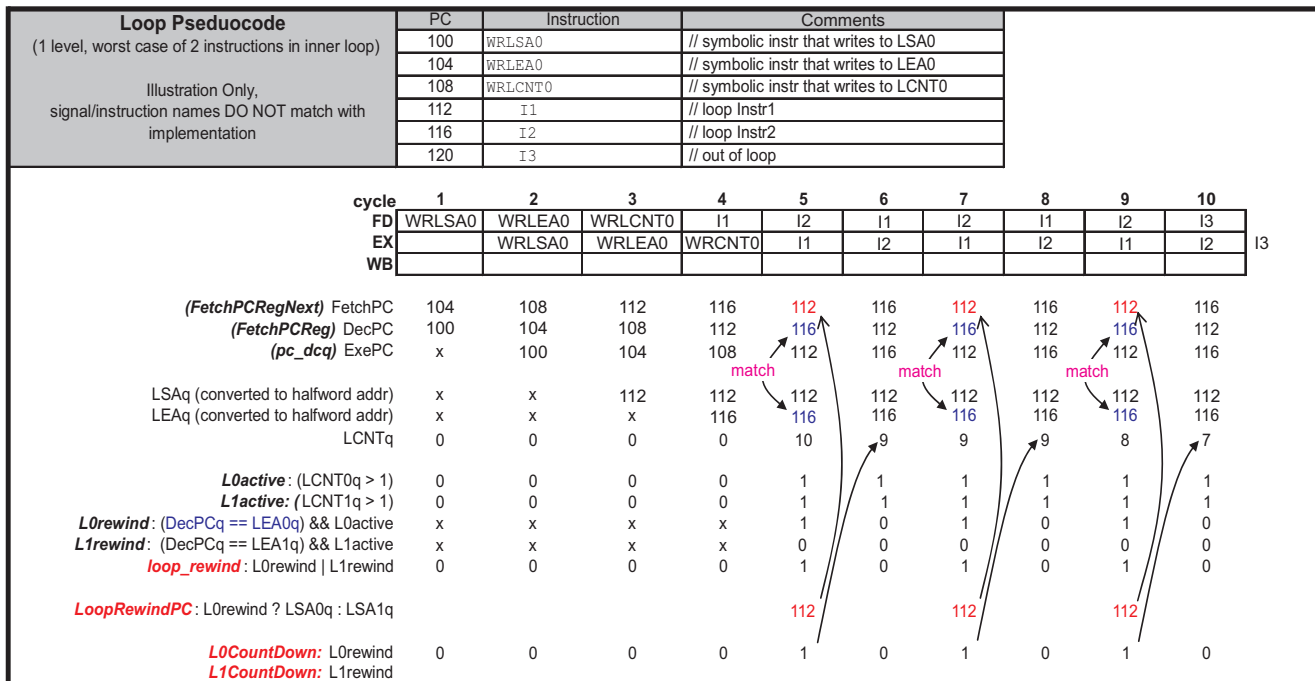 Loop Pseduocode
(1 level, worst case of 2 instructions in inner loop)
Illustration Only,
signal/instruction names DO NOT match with
implementation
PC Instruction Comments
100 WRLSA0 // symbolic instr that writes to LSA0
104 WRLEA0 // symbolic instr that writes to LEA0
108 WRLCNT0 // symbolic instr that writes to LCNT0
112 I1 // loop Instr1
116 I2 // loop Instr2
120 I3 // out of loop
cycle 1 2 3 4 5 6 7 8 9 10
FD WRLSA0 WRLEA0 WRLCNT0 I1 I2 I1 I2 I1 I2 I3
EX WRLSA0 WRLEA0 WRCNT0 I1 I2 I1 I2 I1 I2 I3
WB
(FetchPCRegNext) FetchPC 104 108 112 116 112 116 112 116 112 116
(FetchPCReg) DecPC 100 104 108 112 116 112 116 112 116 112
(pc_dcq) ExePC x 100 104 108 112 116 112 116 112 116
match match match
LSAq (converted to halfword addr) x x 112 112 112 112 112 112 112 112
LEAq (converted to halfword addr) x x x 116 116 116 116 116 116 116
LCNTq 0 0 0 0 10 9 9 9 8 7
L0active : (LCNT0q > 1) 0 0 0 0 1 1 1 1 1 1
L1active: (LCNT1q > 1) 0 0 0 0 1 1 1 1 1 1
L0rewind : (DecPCq == LEA0q) && L0active x x x x 1 0 1 0 1 0
L1rewind : (DecPCq == LEA1q) && L1active x x x x 0 0 0 0 0 0
loop_rewind : L0rewind | L1rewind 0 0 0 0 1 0 1 0 1 0
LoopRewindPC : L0rewind ? LSA0q : LSA1q 112 112 112
L0CountDown: L0rewind 0 0 0 0 1 0 1 0 1 0
L1CountDown: L1rewind